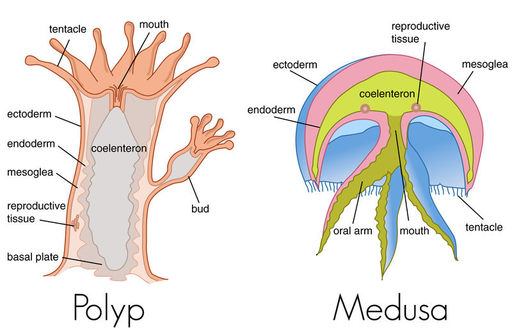 tentacle
mouth
ectoderm
endoderm
coelenteron
mesoglea
reproductive
tissue
bud
basal plate
Polyp
reproductive
tissue
ectoderm
mesoglea
coelenteron
endoderm
oral arm
mouth
tentacle
Medusa